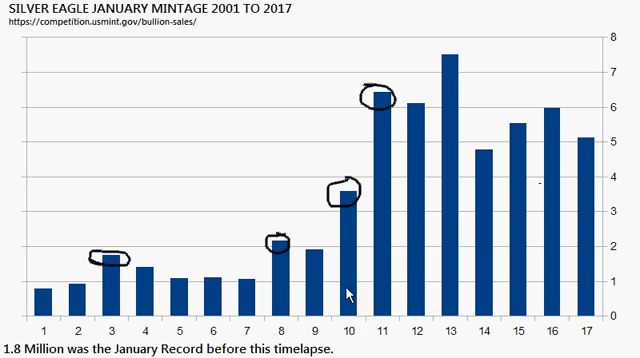 SILVER EAGLE JANUARY MINTAGE 2001 TO 2017
https://competition.usmint.gov/bullion-sales/
8
7
6
5
4
3
2
1
0
1 2 3 4 5 6 7 8 9 10 11 12 13 14 15 16 17
1.8 Million was the January Record before this timelapse.